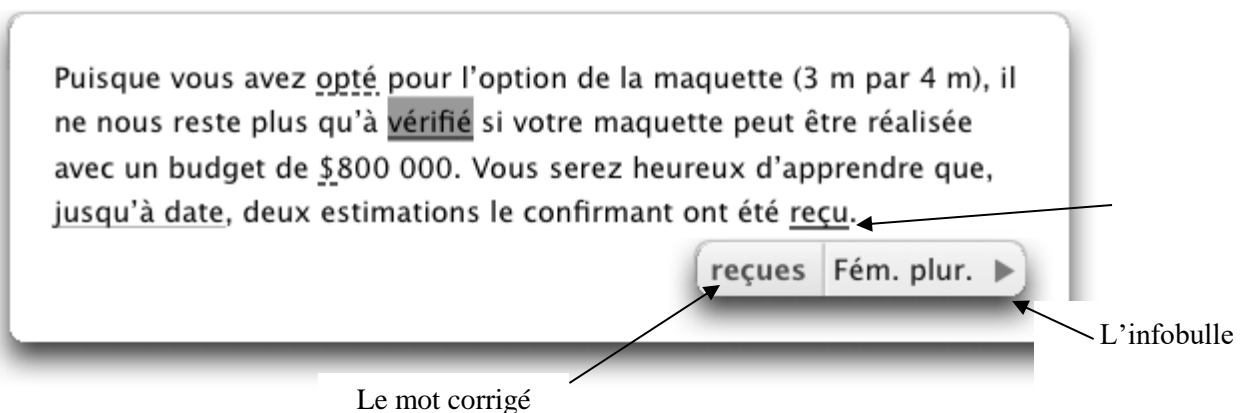 Puisque vous avez opté pour l'option de la maquette (3 m par 4 m), il
ne nous reste plus qu'à vérifié si votre maquette peut être réalisée
avec un budget de $800 000. Vous serez heureux d'apprendre que,
jusqu'à date, deux estimations le confirmant ont été reçu.
reçues Fém. plur.
L'infobulle
Le mot corrigé